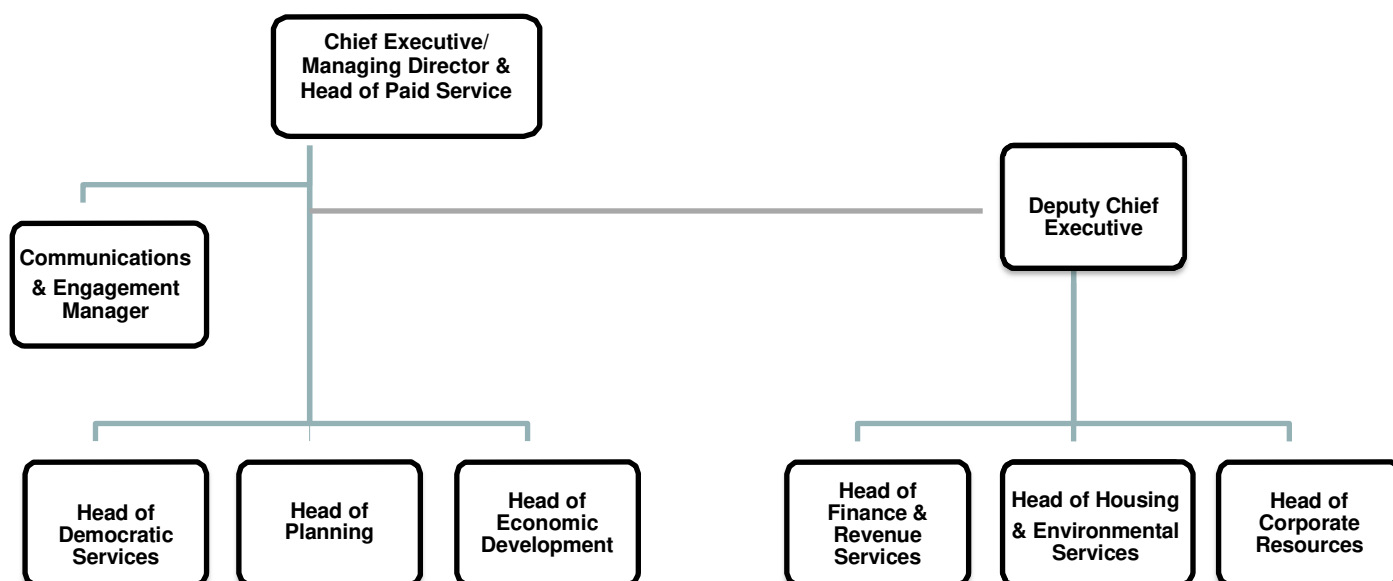 Chief Executive/
Managing Director &
Head of Paid Service
Deputy Chief
Executive
Communications
& Engagement
Manager
Head of
Democratic
Services
Head of
Planning
Head of
Economic
Development
Head of
Finance &
Revenue
Services
Head of Housing
& Environmental
Services
Head of
Corporate
Resources